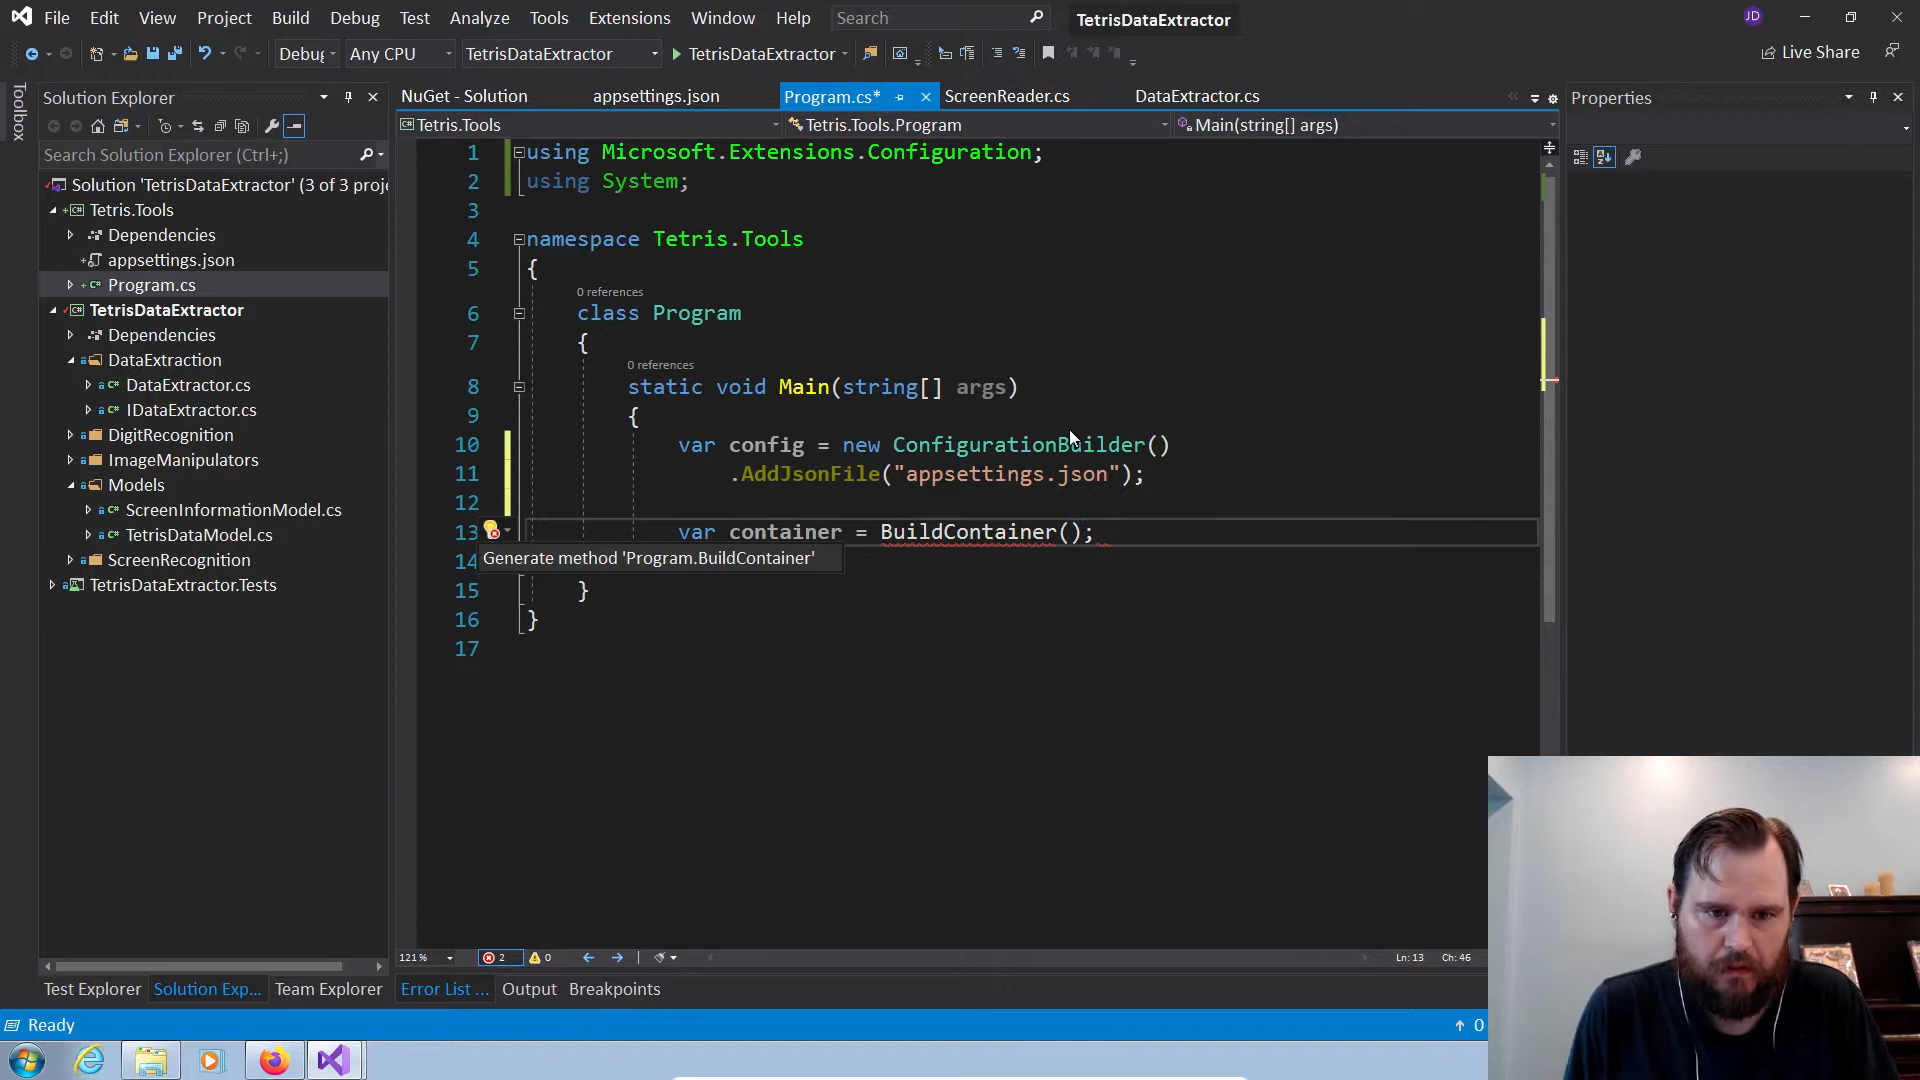 File Edit View Project Build Debug Test Analyze Tools Extensions Window Help Search TetrisDataExtractor JD
Debug Any CPU TetrisDataExtractor TetrisDataExtractor Live Share
Toolbox
Solution Explorer
Search Solution Explorer (Ctrl+;)
Solution 'TetrisDataExtractor' (3 of 3 proje
Tetris.Tools
Dependencies
appsettings.json
Program.cs
TetrisDataExtractor
Dependencies
DataExtraction
DataExtractor.cs
IDataExtractor.cs
DigitRecognition
ImageManipulators
Models
ScreenInformationModel.cs
TetrisDataModel.cs
ScreenRecognition
TetrisDataExtractor.Tests
Test Explorer Solution Exp... Team Explorer
NuGet - Solution appsettings.json Program.cs* ScreenReader.cs DataExtractor.cs
Tetris.Tools Tetris.Tools.Program Main(string[] args)
1 using Microsoft.Extensions.Configuration;
2 using System;
3
4 namespace Tetris.Tools
5 {
0 references
6 class Program
7 {
0 references
8 static void Main(string[] args)
9 {
10 var config = new ConfigurationBuilder()
11 .AddJsonFile("appsettings.json");
12
13 var container = BuildContainer();
Generate method 'Program.BuildContainer'
14
15 }
16 }
17
121 % 2 0 Ln: 13 Ch: 46
Error List ... Output Breakpoints
Properties
Ready 0